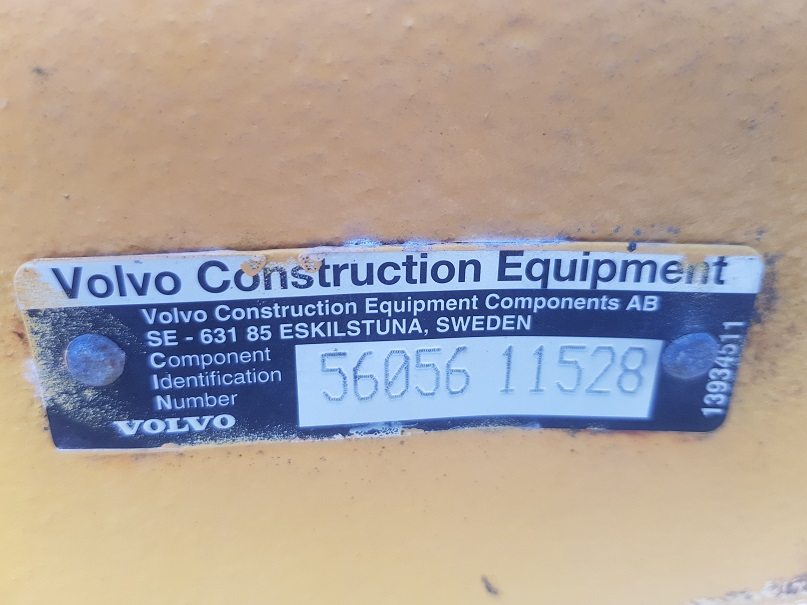 Volvo Construction Equipment
Volvo Construction Equipment Components AB
SE - 631 85 ESKILSTUNA, SWEDEN
Component
Identification
Number
56056 11528
VOLVO
13934511